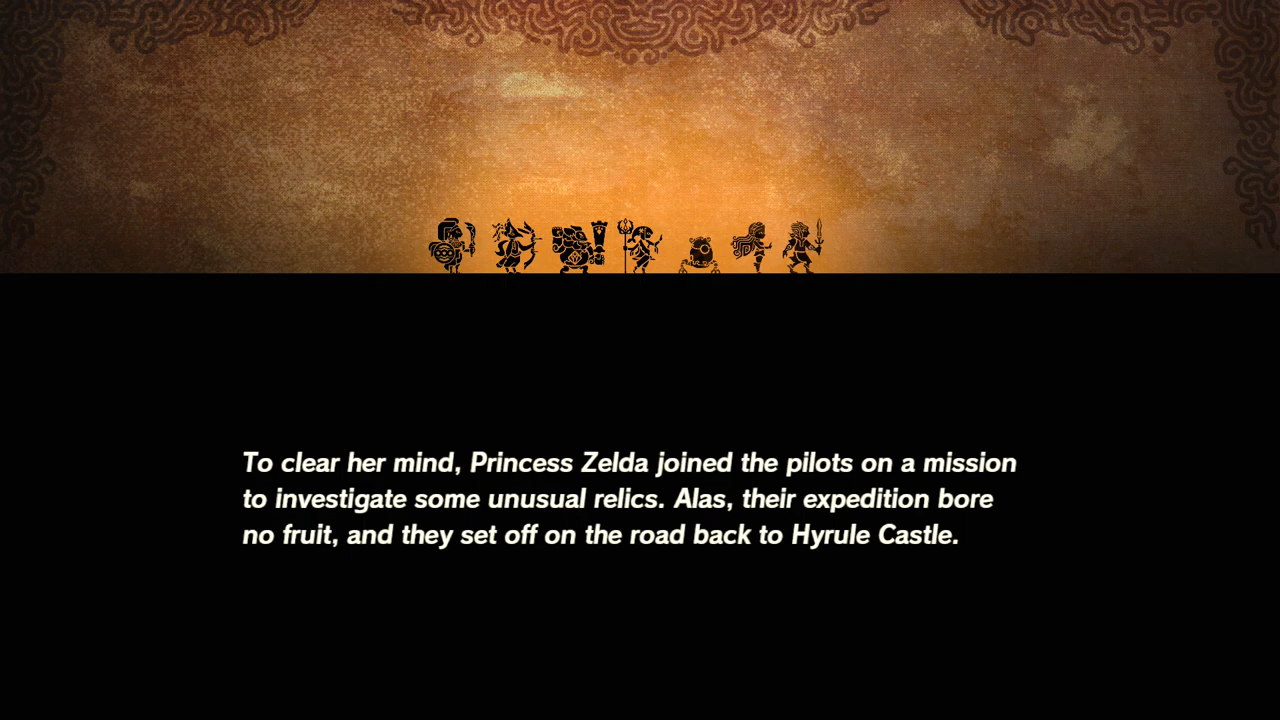 To clear her mind, Princess Zelda joined the pilots on a mission
to investigate some unusual relics. Alas, their expedition bore
no fruit, and they set off on the road back to Hyrule Castle.